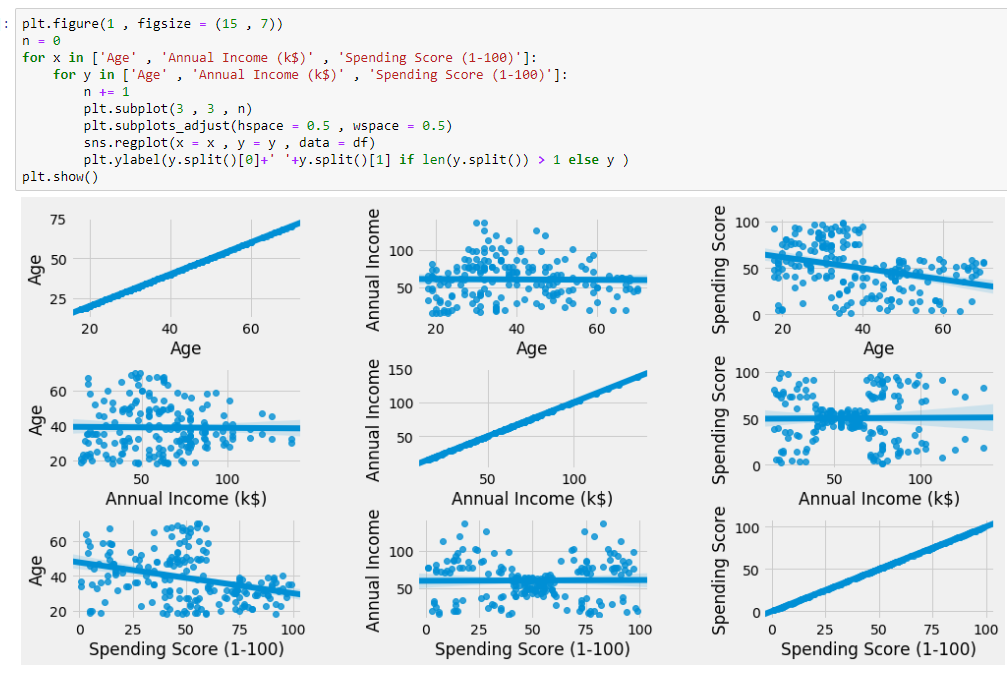 :
plt.figure(1 , figsize = (15 , 7))
n = 0
for x in ['Age' , 'Annual Income (k$)' , 'Spending Score (1-100)']:
    for y in ['Age' , 'Annual Income (k$)' , 'Spending Score (1-100)']:
        n += 1
        plt.subplot(3 , 3 , n)
        plt.subplots_adjust(hspace = 0.5 , wspace = 0.5)
        sns.regplot(x = x , y = y , data = df)
        plt.ylabel(y.split()[0]+' '+y.split()[1] if len(y.split()) > 1 else y )
plt.show()
75
50
25
Age
20 40 60
Age
100
50
Annual Income
20 40 60
Age
100
50
0
Spending Score
20 40 60
Age
60
40
20
Age
50 100
Annual Income (k$)
150
100
50
Annual Income
50 100
Annual Income (k$)
100
50
0
Spending Score
50 100
Annual Income (k$)
60
40
20
Age
0 25 50 75 100
Spending Score (1-100)
100
50
Annual Income
0 25 50 75 100
Spending Score (1-100)
100
50
0
Spending Score
0 25 50 75 100
Spending Score (1-100)